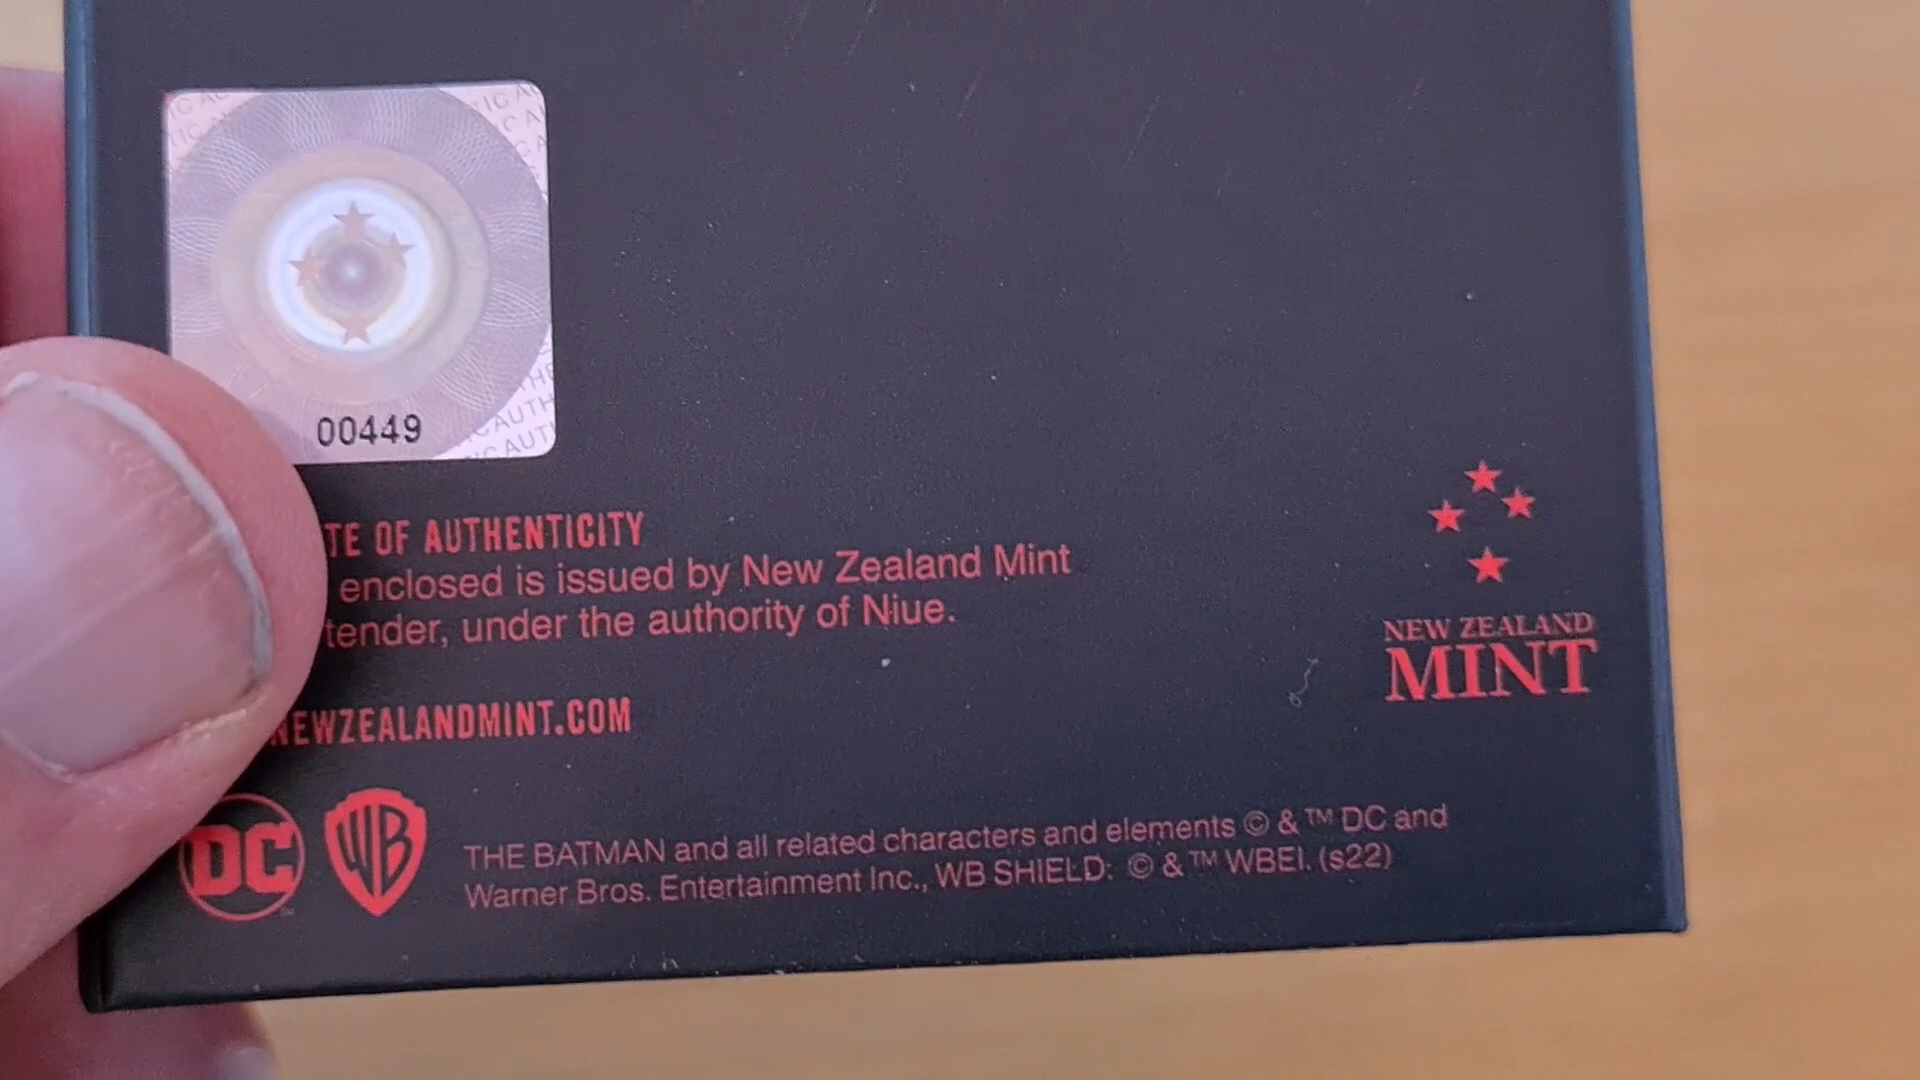 00449
TE OF AUTHENTICITY
enclosed is issued by New Zealand Mint
tender, under the authority of Niue.
NEWZEALANDMINT.COM
NEW ZEALAND
MINT
DC
WB
THE BATMAN and all related characters and elements © & ™ DC and
Warner Bros. Entertainment Inc., WB SHIELD: © & ™ WBEI. (s22)